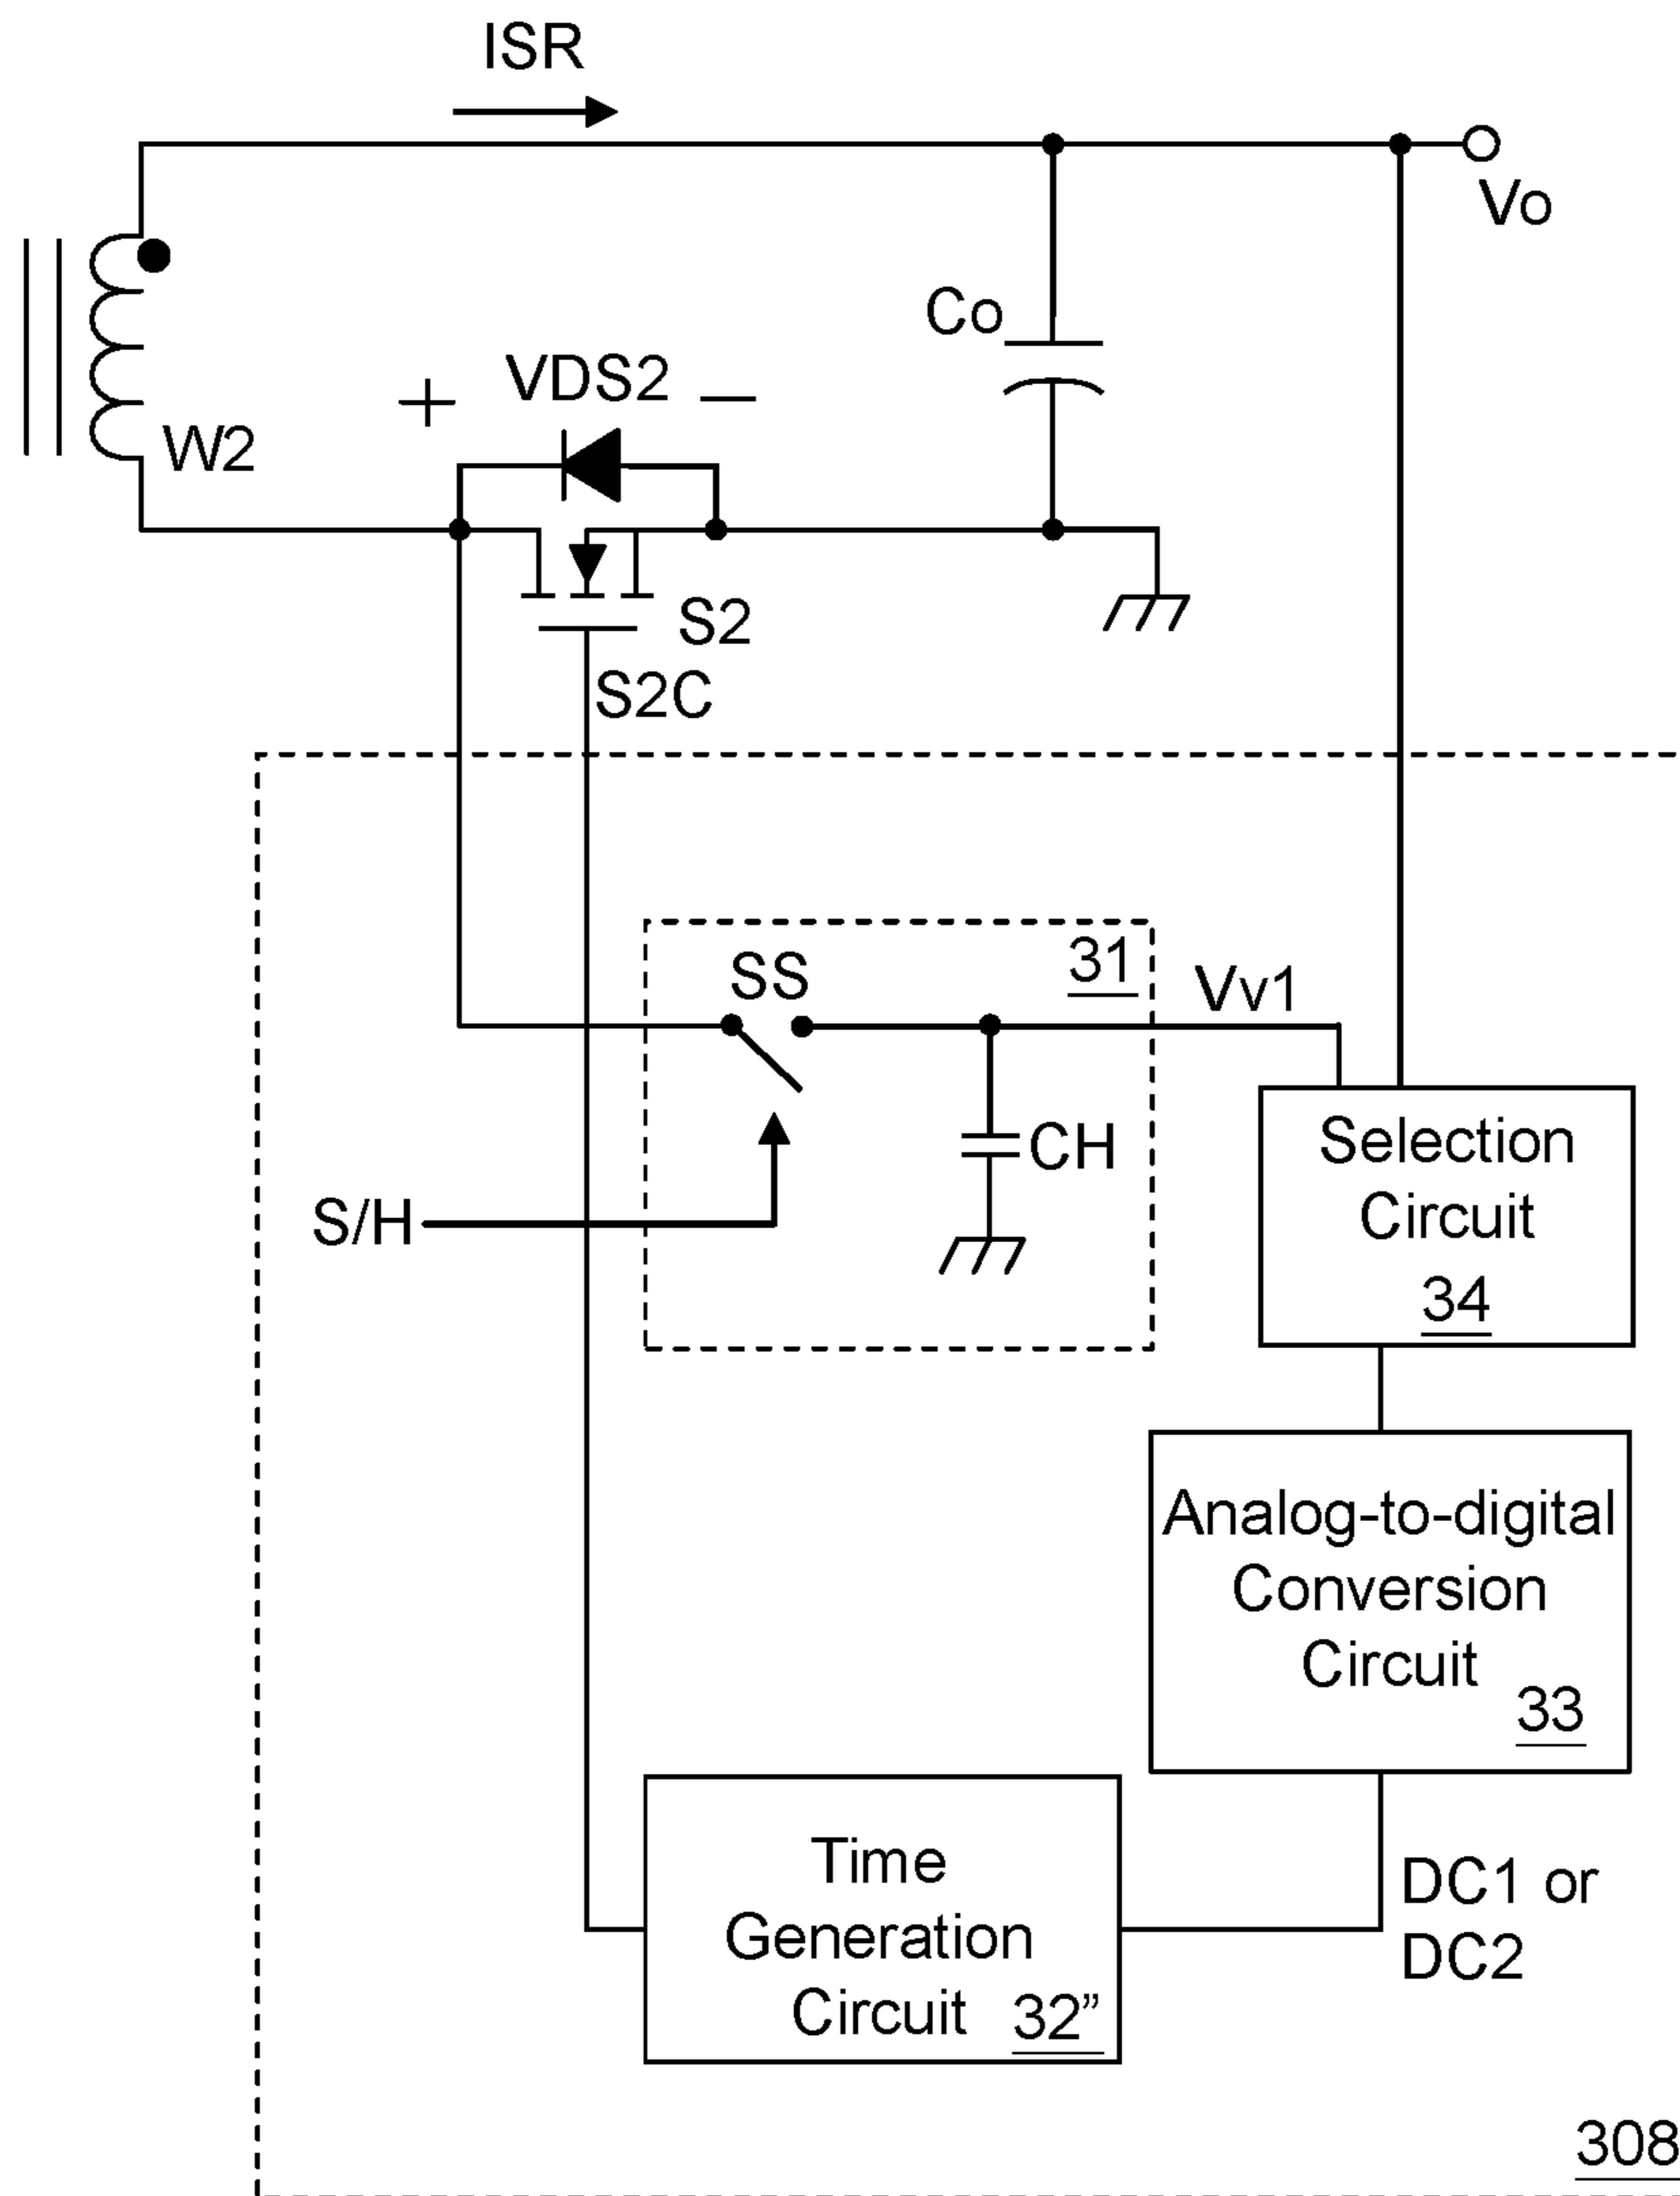 ISR
Vo
Co
+ VDS2 −
W2
S2
S2C
31
SS
Vv1
CH
S/H
Selection
Circuit
34
Analog-to-digital
Conversion
Circuit
33
Time
Generation
Circuit 32”
DC1 or
DC2
308